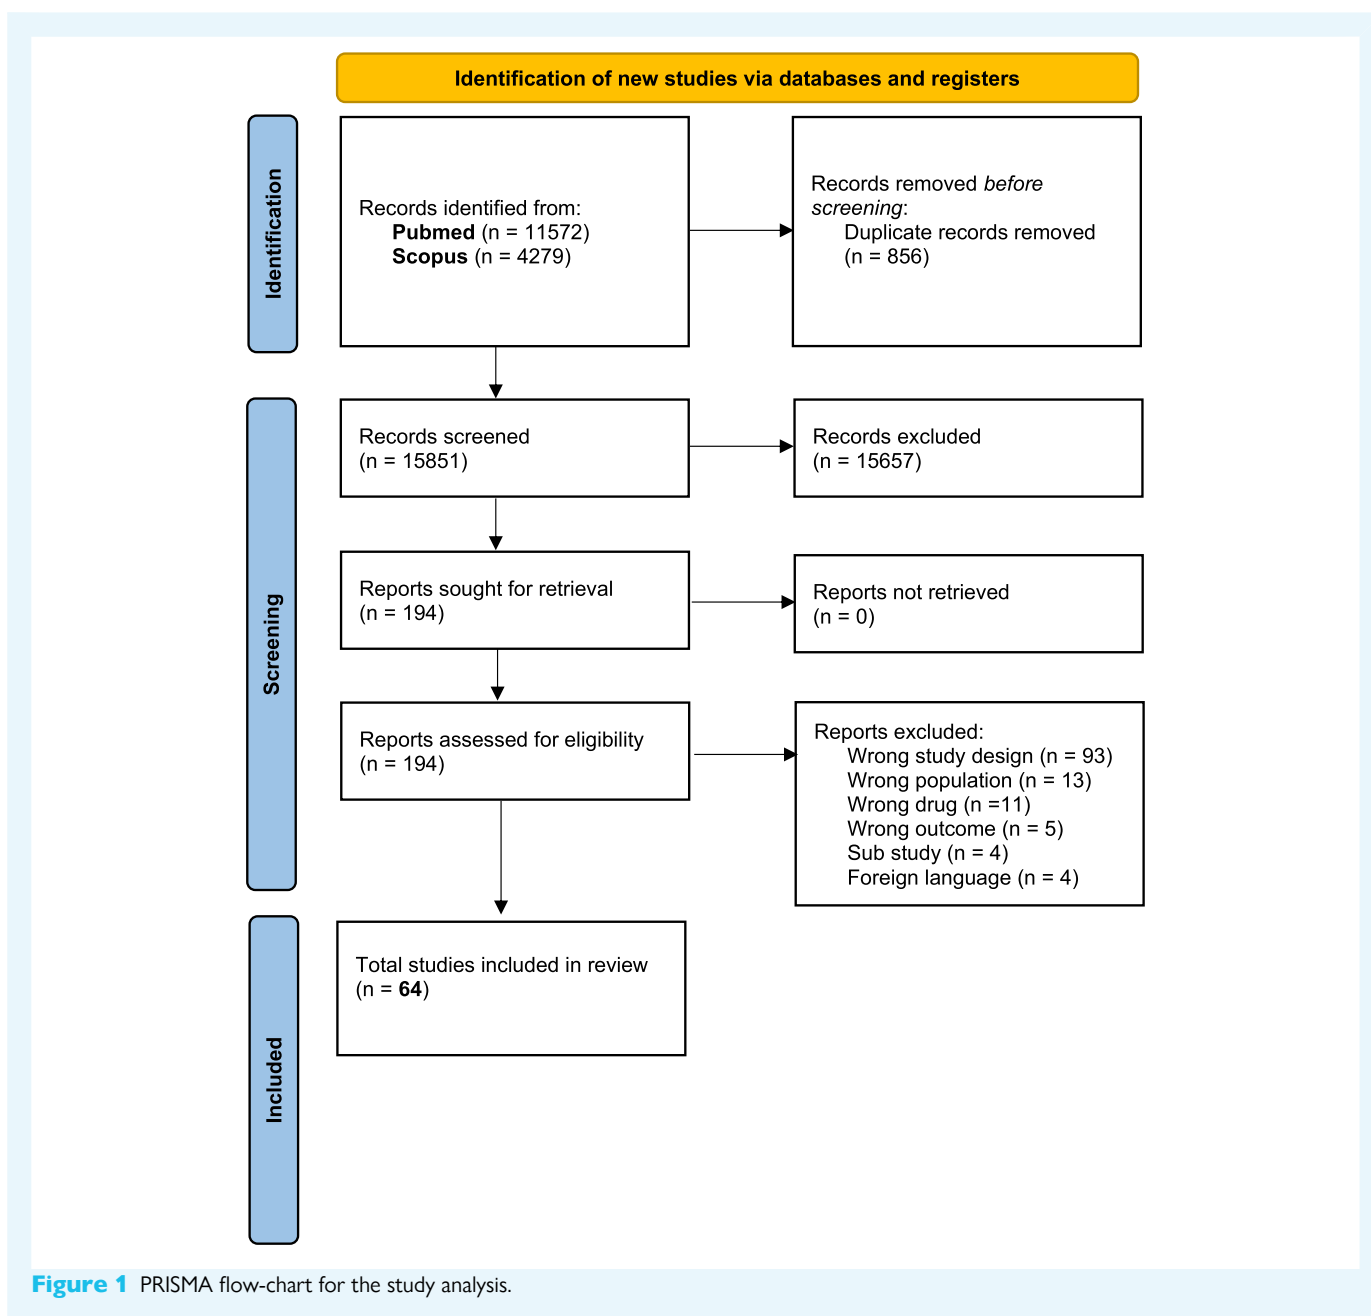 Identification of new studies via databases and registers
Identification
Records identified from:
Pubmed (n = 11572)
Scopus (n = 4279)
Records removed before
screening:
Duplicate records removed
(n = 856)
Screening
Records screened
(n = 15851)
Records excluded
(n = 15657)
Reports sought for retrieval
(n = 194)
Reports not retrieved
(n = 0)
Reports assessed for eligibility
(n = 194)
Reports excluded:
Wrong study design (n = 93)
Wrong population (n = 13)
Wrong drug (n =11)
Wrong outcome (n = 5)
Sub study (n = 4)
Foreign language (n = 4)
Included
Total studies included in review
(n = 64)
Figure 1 PRISMA flow-chart for the study analysis.